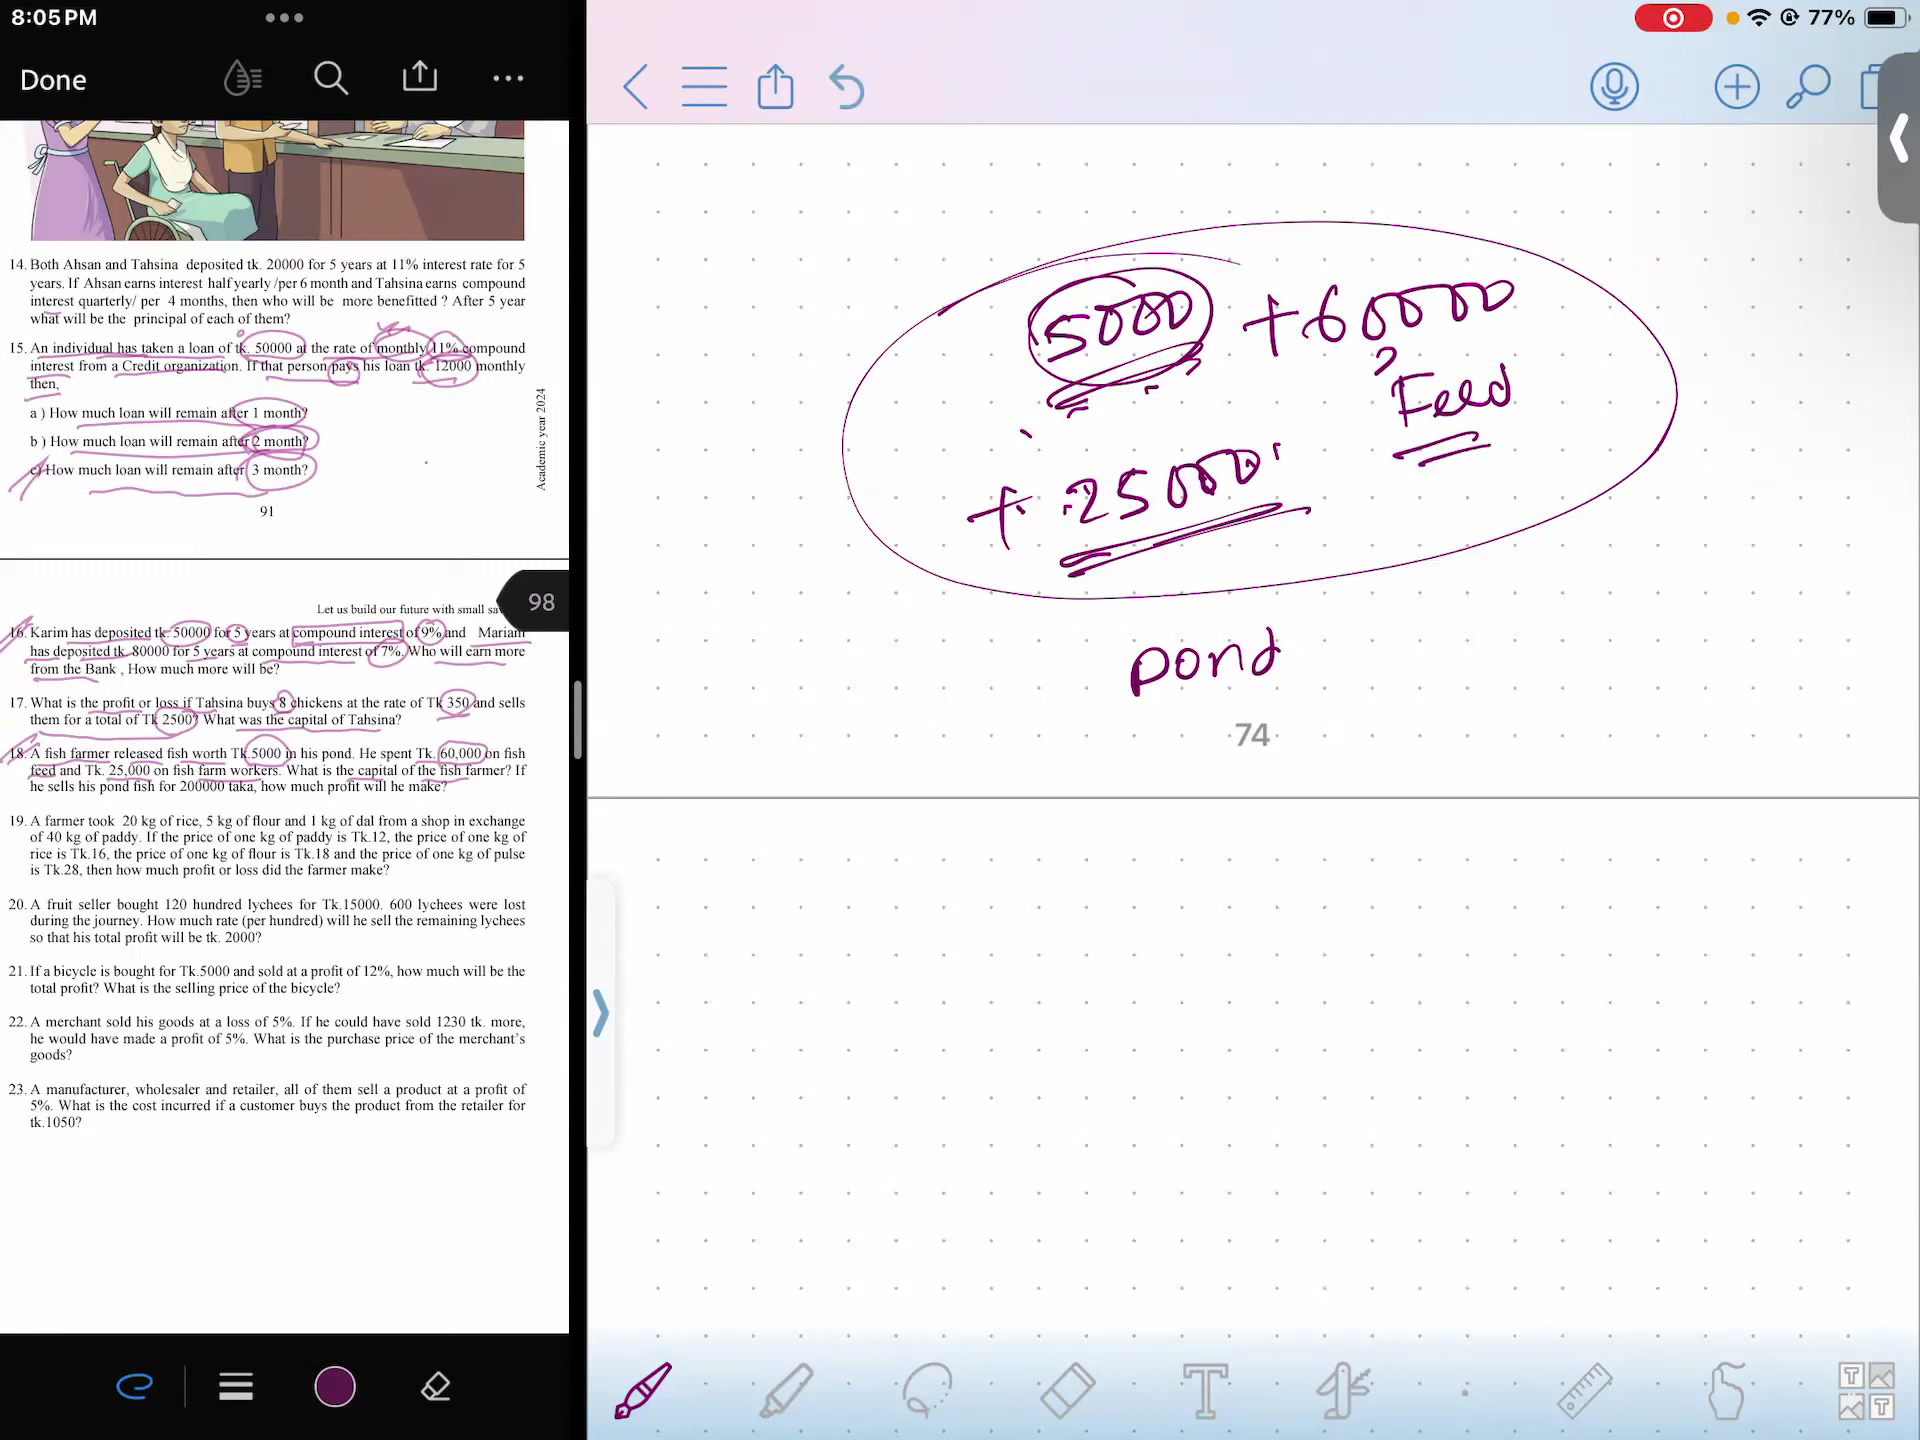 8:05 PM
77%
Done
14. Both Ahsan and Tahsina deposited tk. 20000 for 5 years at 11% interest rate for 5
years. If Ahsan earns interest half yearly /per 6 month and Tahsina earns compound
interest quarterly/ per 4 months, then who will be more benefitted ? After 5 year
what will be the principal of each of them?
15. An individual has taken a loan of tk. 50000 at the rate of monthly 11% compound
interest from a Credit organization. If that person pays his loan tk. 12000 monthly
then,
a ) How much loan will remain after 1 month?
b ) How much loan will remain after 2 month?
c) How much loan will remain after 3 month?
Academic year 2024
91
98
Let us build our future with small
16. Karim has deposited tk. 50000 for 5 years at compound interest of 9% and Mariam
has deposited tk. 80000 for 5 years at compound interest of 7%. Who will earn more
from the Bank , How much more will be?
17. What is the profit or loss if Tahsina buys 8 chickens at the rate of Tk 350 and sells
them for a total of Tk 2500? What was the capital of Tahsina?
18. A fish farmer released fish worth Tk.5000 in his pond. He spent Tk. 60,000 on fish
feed and Tk. 25,000 on fish farm workers. What is the capital of the fish farmer? If
he sells his pond fish for 200000 taka, how much profit will he make?
19. A farmer took 20 kg of rice, 5 kg of flour and 1 kg of dal from a shop in exchange
of 40 kg of paddy. If the price of one kg of paddy is Tk.12, the price of one kg of
rice is Tk.16, the price of one kg of flour is Tk.18 and the price of one kg of pulse
is Tk.28, then how much profit or loss did the farmer make?
20. A fruit seller bought 120 hundred lychees for Tk.15000. 600 lychees were lost
during the journey. How much rate (per hundred) will he sell the remaining lychees
so that his total profit will be tk. 2000?
21. If a bicycle is bought for Tk.5000 and sold at a profit of 12%, how much will be the
total profit? What is the selling price of the bicycle?
22. A merchant sold his goods at a loss of 5%. If he could have sold 1230 tk. more,
he would have made a profit of 5%. What is the purchase price of the merchant's
goods?
23. A manufacturer, wholesaler and retailer, all of them sell a product at a profit of
5%. What is the cost incurred if a customer buys the product from the retailer for
tk.1050?
5000 + 60000
Feed
+ 25000
pond
74